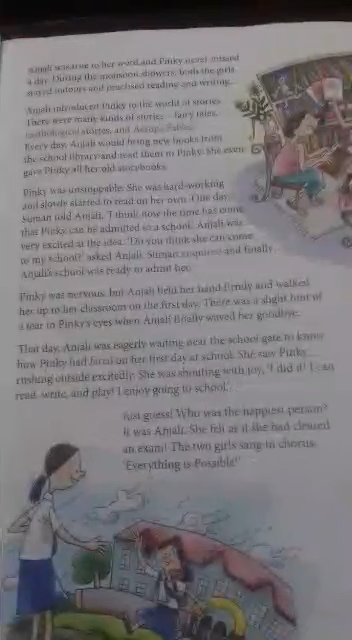 Anjali was true to her word and Pinky never missed
a day. During the monsoon showers, both the girls
stayed indoors and practised reading and writing.
Anjali introduced Pinky to the world of stories.
There were many kinds of stories – fairy tales,
mythological stories, and Aesop's Fables.
Every day, Anjali would bring new books from
the school library and read them to Pinky. She even
gave Pinky all her old storybooks.
Pinky was unstoppable. She was hard-working
and slowly started to read on her own. One day,
Suman told Anjali, 'I think now the time has come
that Pinky can be admitted to a school.' Anjali was
very excited at the idea. 'Do you think she can come
to my school?' asked Anjali. Suman enquired and finally
Anjali's school was ready to admit her.
Pinky was nervous, but Anjali held her hand firmly and walked
her up to her classroom on the first day. There was a slight hint of
a tear in Pinky's eyes when Anjali finally waved her goodbye.
That day, Anjali was eagerly waiting near the school gate to know
how Pinky had fared on her first day at school. She saw Pinky
rushing outside excitedly. She was shouting with joy, 'I did it! I can
read, write, and play! I enjoy going to school.'
Just guess! Who was the happiest person?
It was Anjali. She felt as if she had cleared
an exam! The two girls sang in chorus,
'Everything is Possible!'